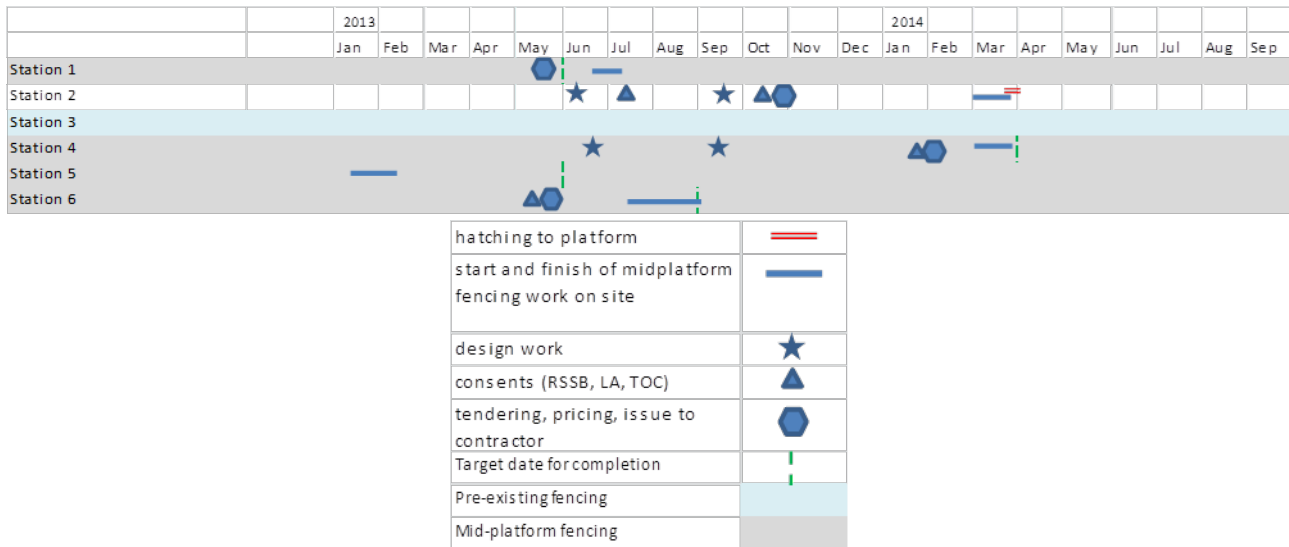 2013 2014
Jan Feb Mar Apr May Jun Jul Aug Sep Oct Nov Dec Jan Feb Mar Apr May Jun Jul Aug Sep
Station 1
Station 2
Station 3
Station 4
Station 5
Station 6
hatching to platform
start and finish of midplatform
fencing work on site
design work
consents (RSSB, LA, TOC)
tendering, pricing, issue to
contractor
Target date for completion
Pre-existing fencing
Mid-platform fencing